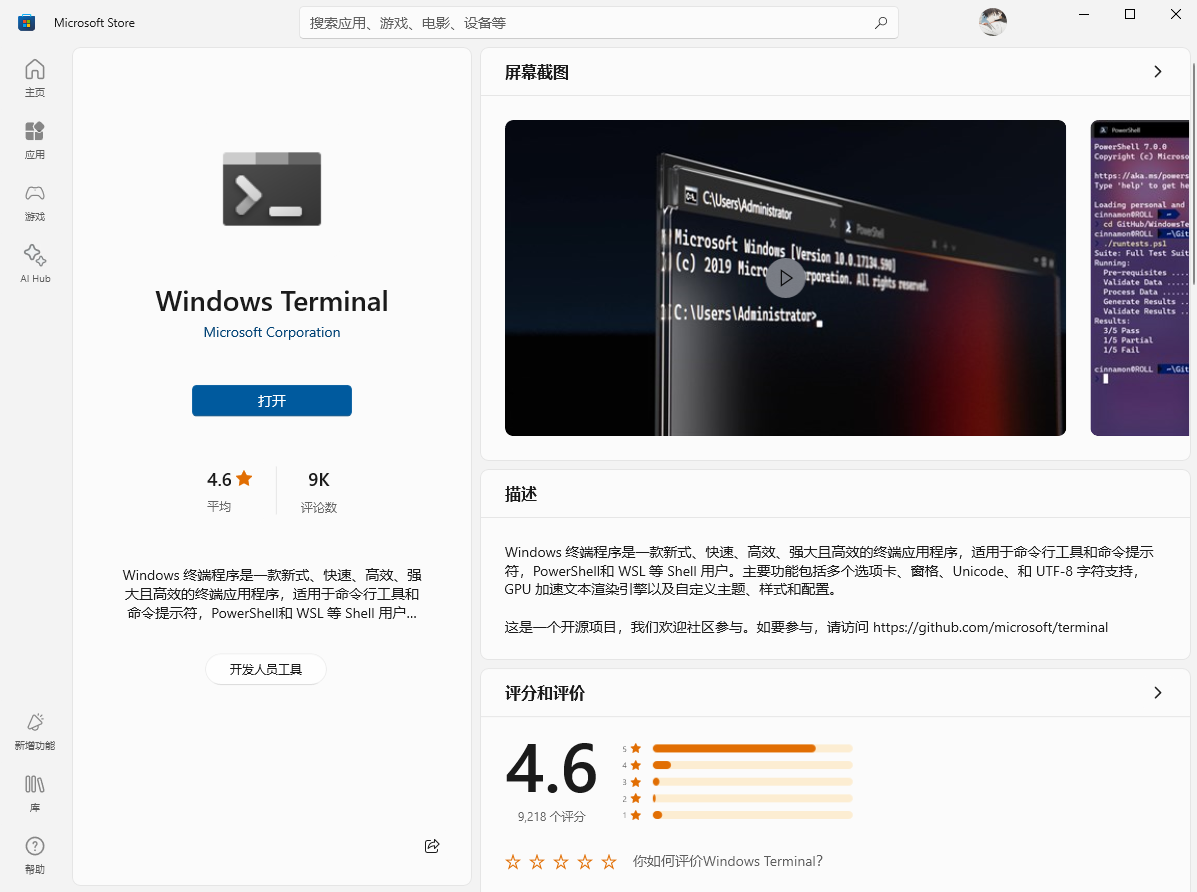 Microsoft Store
搜索应用、游戏、电影、设备等
主页
应用
游戏
AI Hub
新增功能
库
帮助
Windows Terminal
Microsoft Corporation
打开
4.6
平均
9K
评论数
Windows 终端程序是一款新式、快速、高效、强
大且高效的终端应用程序，适用于命令行工具和
命令提示符，PowerShell和 WSL 等 Shell 用户...
开发人员工具
屏幕截图
C:\Users\Administrator
X
PowerShell
Microsoft Windows [Version 10.0.17134.590]
(c) 2019 Micro
rporation. All rights reserved.
C:\Users\Administrator>
PowerShell
PowerShell 7.0.0
Copyright (c) Microso
https://aka.ms/powers
Type 'help' to get he
Loading personal and
cinnamon@ROLL ~
cd GitHub/WindowsTe
cinnamon@ROLL ~\Git
./runtests.ps1
Suite: Full Test Suit
Running:
Pre-requisites .....
Validate Data .....
Process Data .....
Generate Results ..
Validate Results ..
Results:
3/5 Pass
1/5 Partial
1/5 Fail
cinnamon@ROLL ~\Git
描述
Windows 终端程序是一款新式、快速、高效、强大且高效的终端应用程序，适用于命令行工具和命令提示
符，PowerShell和 WSL 等 Shell 用户。主要功能包括多个选项卡、窗格、Unicode、和 UTF-8 字符支持，
GPU 加速文本渲染引擎以及自定义主题、样式和配置。
这是一个开源项目，我们欢迎社区参与。如要参与，请访问 https://github.com/microsoft/terminal
评分和评价
4.6
9,218 个评分
5
4
3
2
1
你如何评价Windows Terminal？